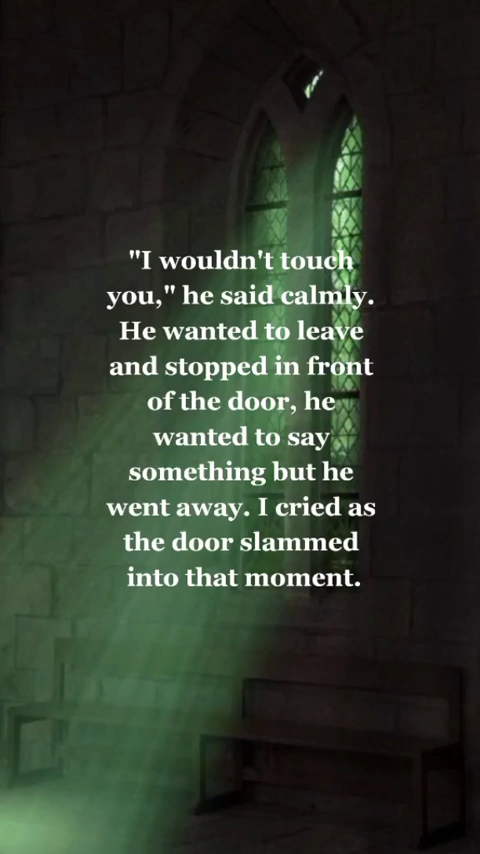 "I wouldn't touch
you," he said calmly.
He wanted to leave
and stopped in front
of the door, he
wanted to say
something but he
went away. I cried as
the door slammed
into that moment.